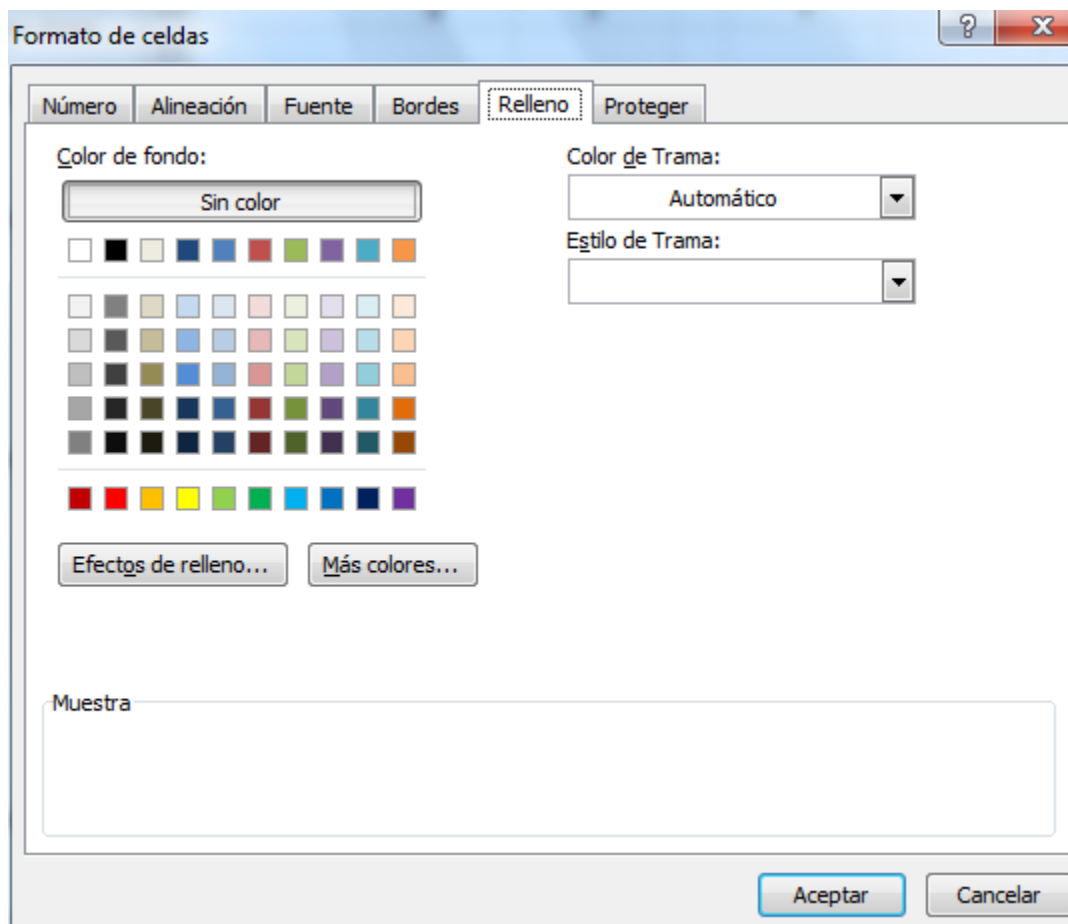 Formato de celdas
Número Alineación Fuente Bordes Relleno Proteger
Color de fondo:
Sin color
Color de Trama:
Automático
Estilo de Trama:
Efectos de relleno...
Más colores...
Muestra
Aceptar
Cancelar